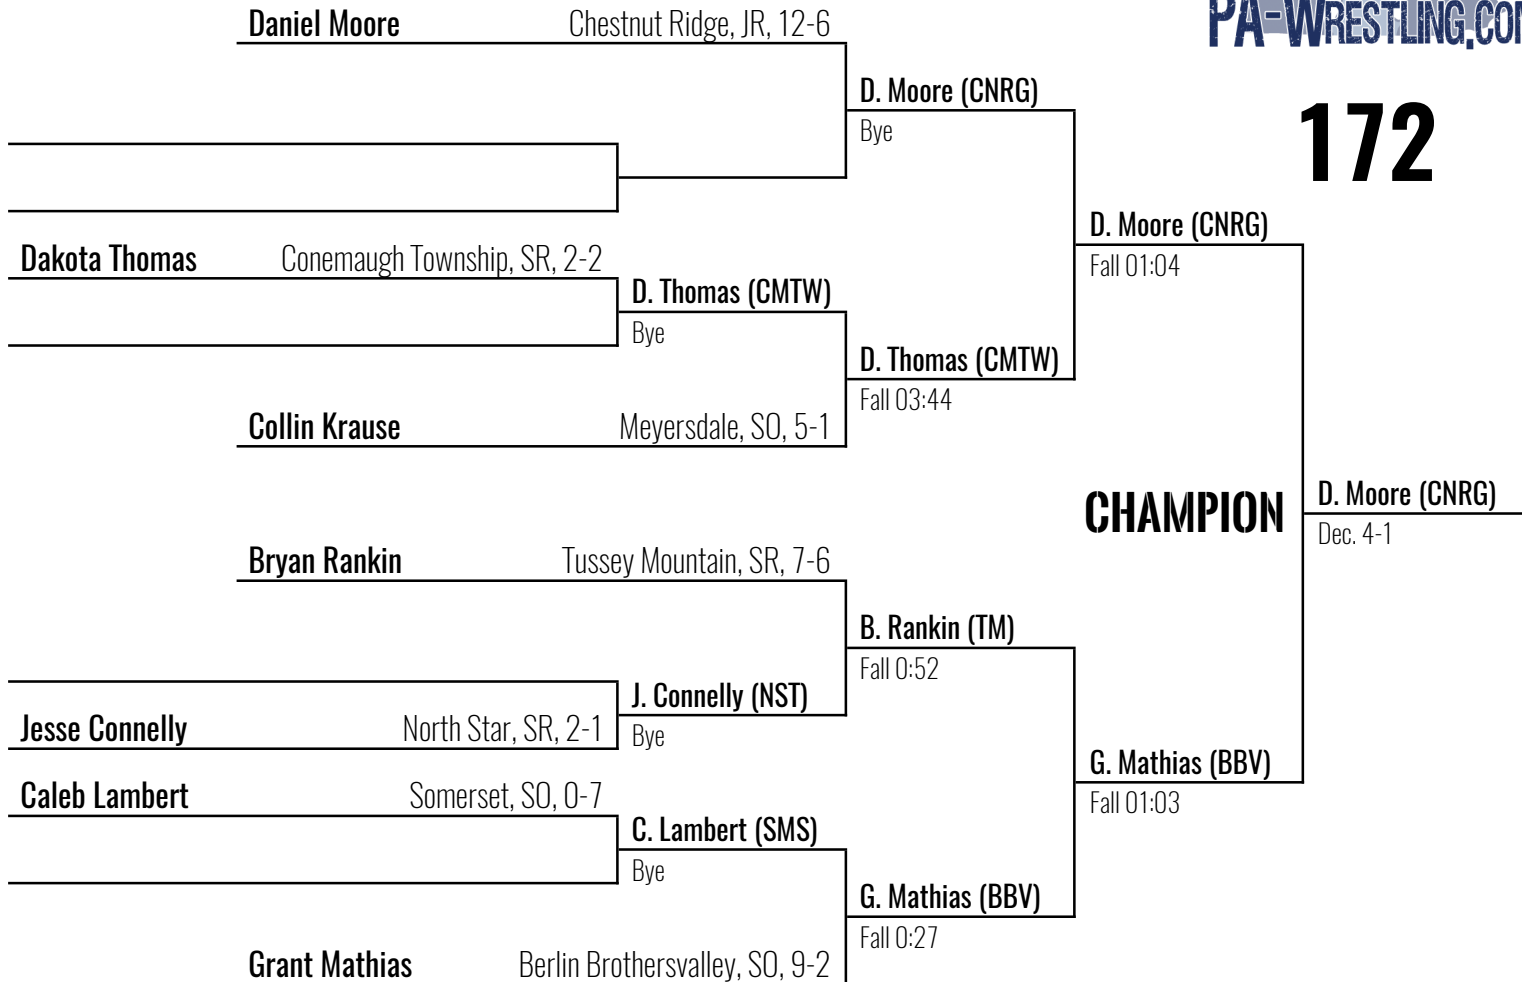 Daniel Moore Chestnut Ridge, JR, 12-6
PA-WRESTLING.COM
D. Moore (CNRG)
Bye
172
D. Moore (CNRG)
Fall 01:04
Dakota Thomas Conemaugh Township, SR, 2-2
D. Thomas (CMTW)
Bye
D. Thomas (CMTW)
Fall 03:44
Collin Krause Meyersdale, SO, 5-1
CHAMPION
D. Moore (CNRG)
Dec. 4-1
Bryan Rankin Tussey Mountain, SR, 7-6
B. Rankin (TM)
Fall 0:52
J. Connelly (NST)
Bye
Jesse Connelly North Star, SR, 2-1
G. Mathias (BBV)
Fall 01:03
Caleb Lambert Somerset, SO, 0-7
C. Lambert (SMS)
Bye
G. Mathias (BBV)
Fall 0:27
Grant Mathias Berlin Brothersvalley, SO, 9-2